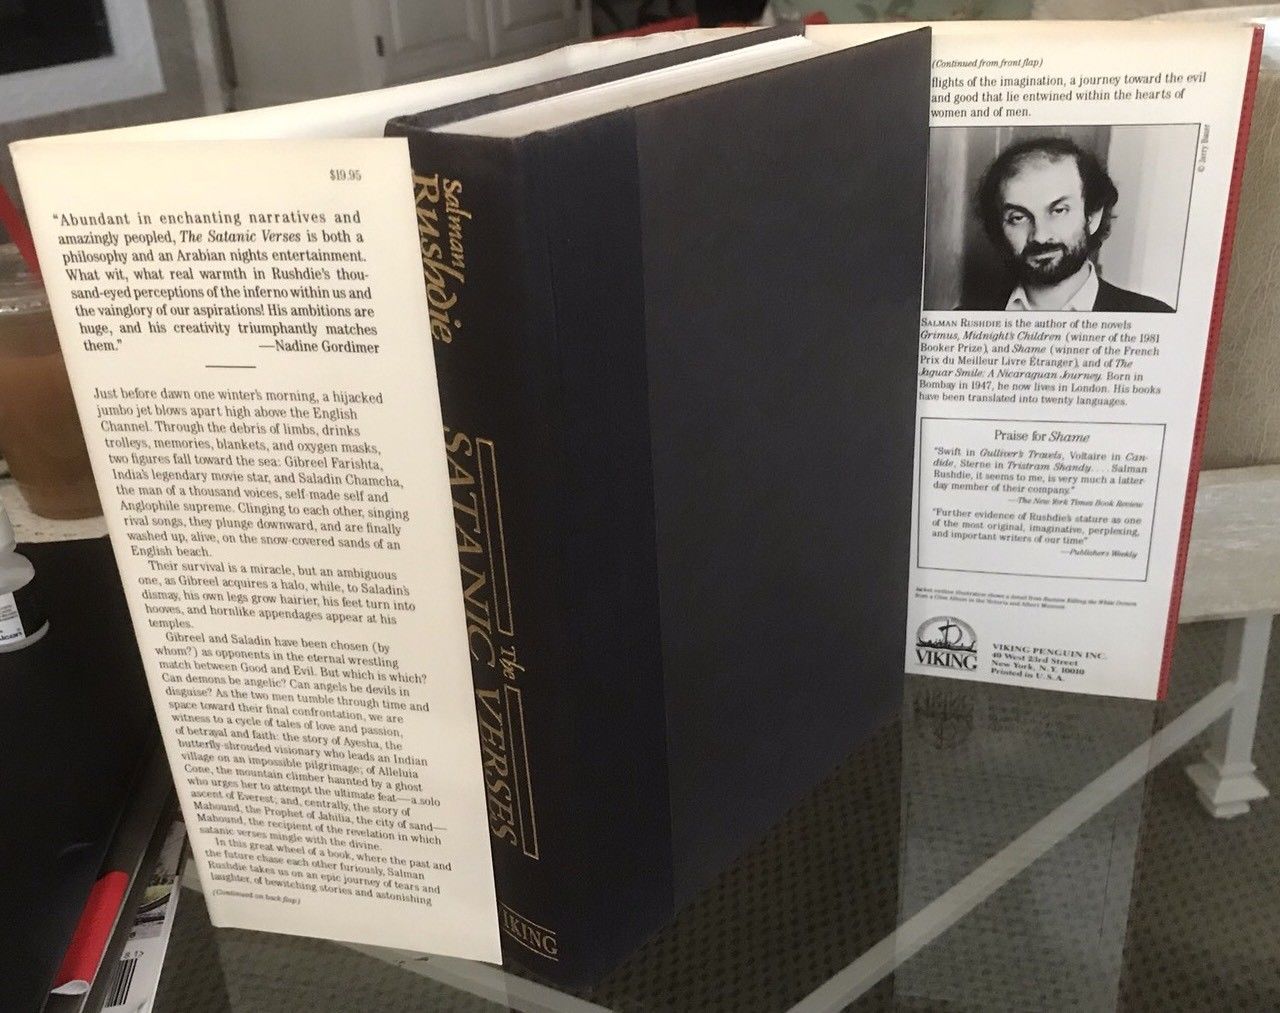 $19.95
"Abundant in enchanting narratives and
amazingly peopled, The Satanic Verses is both a
philosophy and an Arabian nights entertainment.
What wit, what real warmth in Rushdie's thou-
sand-eyed perceptions of the inferno within us and
the vainglory of our aspirations! His ambitions are
huge, and his creativity triumphantly matches
them."
—Nadine Gordimer
Just before dawn one winter's morning, a hijacked
jumbo jet blows apart high above the English
Channel. Through the debris of limbs, drinks
trolleys, memories, blankets, and oxygen masks,
two figures fall toward the sea: Gibreel Farishta,
India's legendary movie star, and Saladin Chamcha,
the man of a thousand voices, self-made self and
Anglophile supreme. Clinging to each other, singing
rival songs, they plunge downward, and are finally
washed up, alive, on the snow-covered sands of an
English beach.
Their survival is a miracle, but an ambiguous
one, as Gibreel acquires a halo, while, to Saladin's
dismay, his own legs grow hairier, his feet turn into
hooves, and hornlike appendages appear at his
temples.
Gibreel and Saladin have been chosen (by
whom?) as opponents in the eternal wrestling
match between Good and Evil. But which is which?
Can demons be angelic? Can angels be devils in
disguise? As the two men tumble through time and
space toward their final confrontation, we are
witness to a cycle of tales of love and passion,
of betrayal and faith: the story of Ayesha, the
butterfly-shrouded visionary who leads an Indian
village on an impossible pilgrimage; of Alleluia
Cone, the mountain climber haunted by a ghost
who urges her to attempt the ultimate feat—a solo
ascent of Everest; and, centrally, the story of
Mahound, the Prophet of Jahilia, the city of sand—
Mahound, the recipient of the revelation in which
satanic verses mingle with the divine.
In this great wheel of a book, where the past and
the future chase each other furiously, Salman
Rushdie takes us on an epic journey of tears and
laughter, of bewitching stories and astonishing
(Continued on back flap)
Salman
Rushdie
The
SATANIC VERSES
VIKING
(Continued from front flap)
flights of the imagination, a journey toward the evil
and good that lie entwined within the hearts of
women and of men.
© Jerry Bauer
SALMAN RUSHDIE is the author of the novels
Grimus, Midnight's Children (winner of the 1981
Booker Prize), and Shame (winner of the French
Prix du Meilleur Livre Étranger), and of The
Jaguar Smile: A Nicaraguan Journey. Born in
Bombay in 1947, he now lives in London. His books
have been translated into twenty languages.
Praise for Shame
"Swift in Gulliver's Travels, Voltaire in Can-
dide, Sterne in Tristram Shandy. . . . Salman
Rushdie, it seems to me, is very much a latter-
day member of their company."
—The New York Times Book Review
"Further evidence of Rushdie's stature as one
of the most original, imaginative, perplexing,
and important writers of our time"
—Publishers Weekly
Jacket outline illustration shows a detail from Rustam Killing the White Demon
from a Clive Album in the Victoria and Albert Museum
VIKING
VIKING PENGUIN INC.
40 West 23rd Street
New York, N.Y. 10010
Printed in U.S.A.